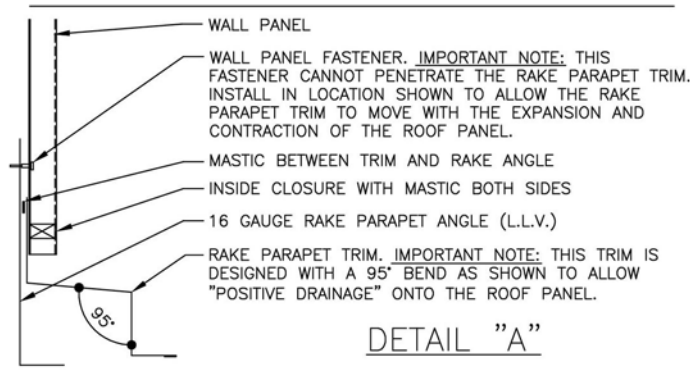 WALL PANEL
WALL PANEL FASTENER. IMPORTANT NOTE: THIS
FASTENER CANNOT PENETRATE THE RAKE PARAPET TRIM.
INSTALL IN LOCATION SHOWN TO ALLOW THE RAKE
PARAPET TRIM TO MOVE WITH THE EXPANSION AND
CONTRACTION OF THE ROOF PANEL.
MASTIC BETWEEN TRIM AND RAKE ANGLE
INSIDE CLOSURE WITH MASTIC BOTH SIDES
16 GAUGE RAKE PARAPET ANGLE (L.L.V.)
RAKE PARAPET TRIM. IMPORTANT NOTE: THIS TRIM IS
DESIGNED WITH A 95° BEND AS SHOWN TO ALLOW
"POSITIVE DRAINAGE" ONTO THE ROOF PANEL.
95°
DETAIL "A"